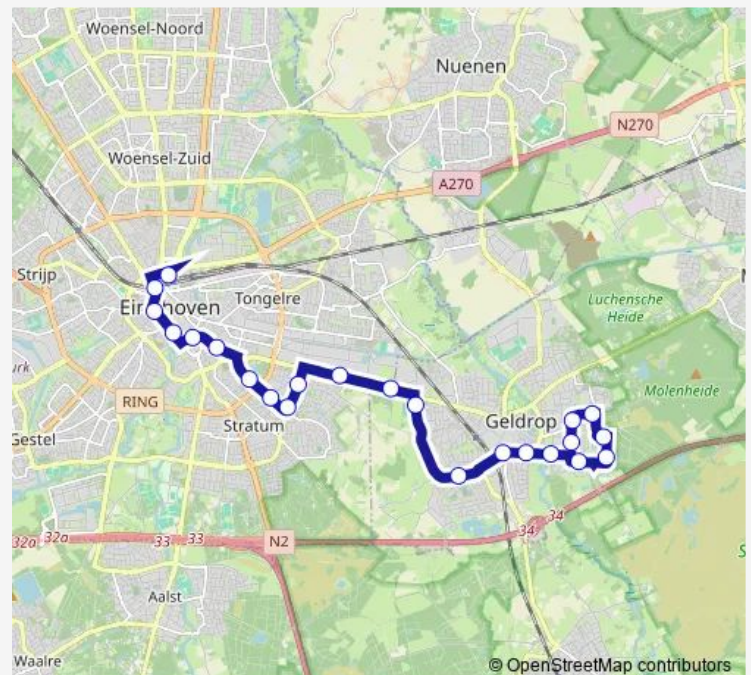 Woensel-Noord
Nuenen
N270
Woensel-Zuid
A270
Strijp
Tongelre
Luchensche
Heide
RING
Molenheide
Geldrop
Stratum
Gestel
34
34
32a
32a
33
33
N2
Aalst
Waalre
© OpenStreetMap contributors